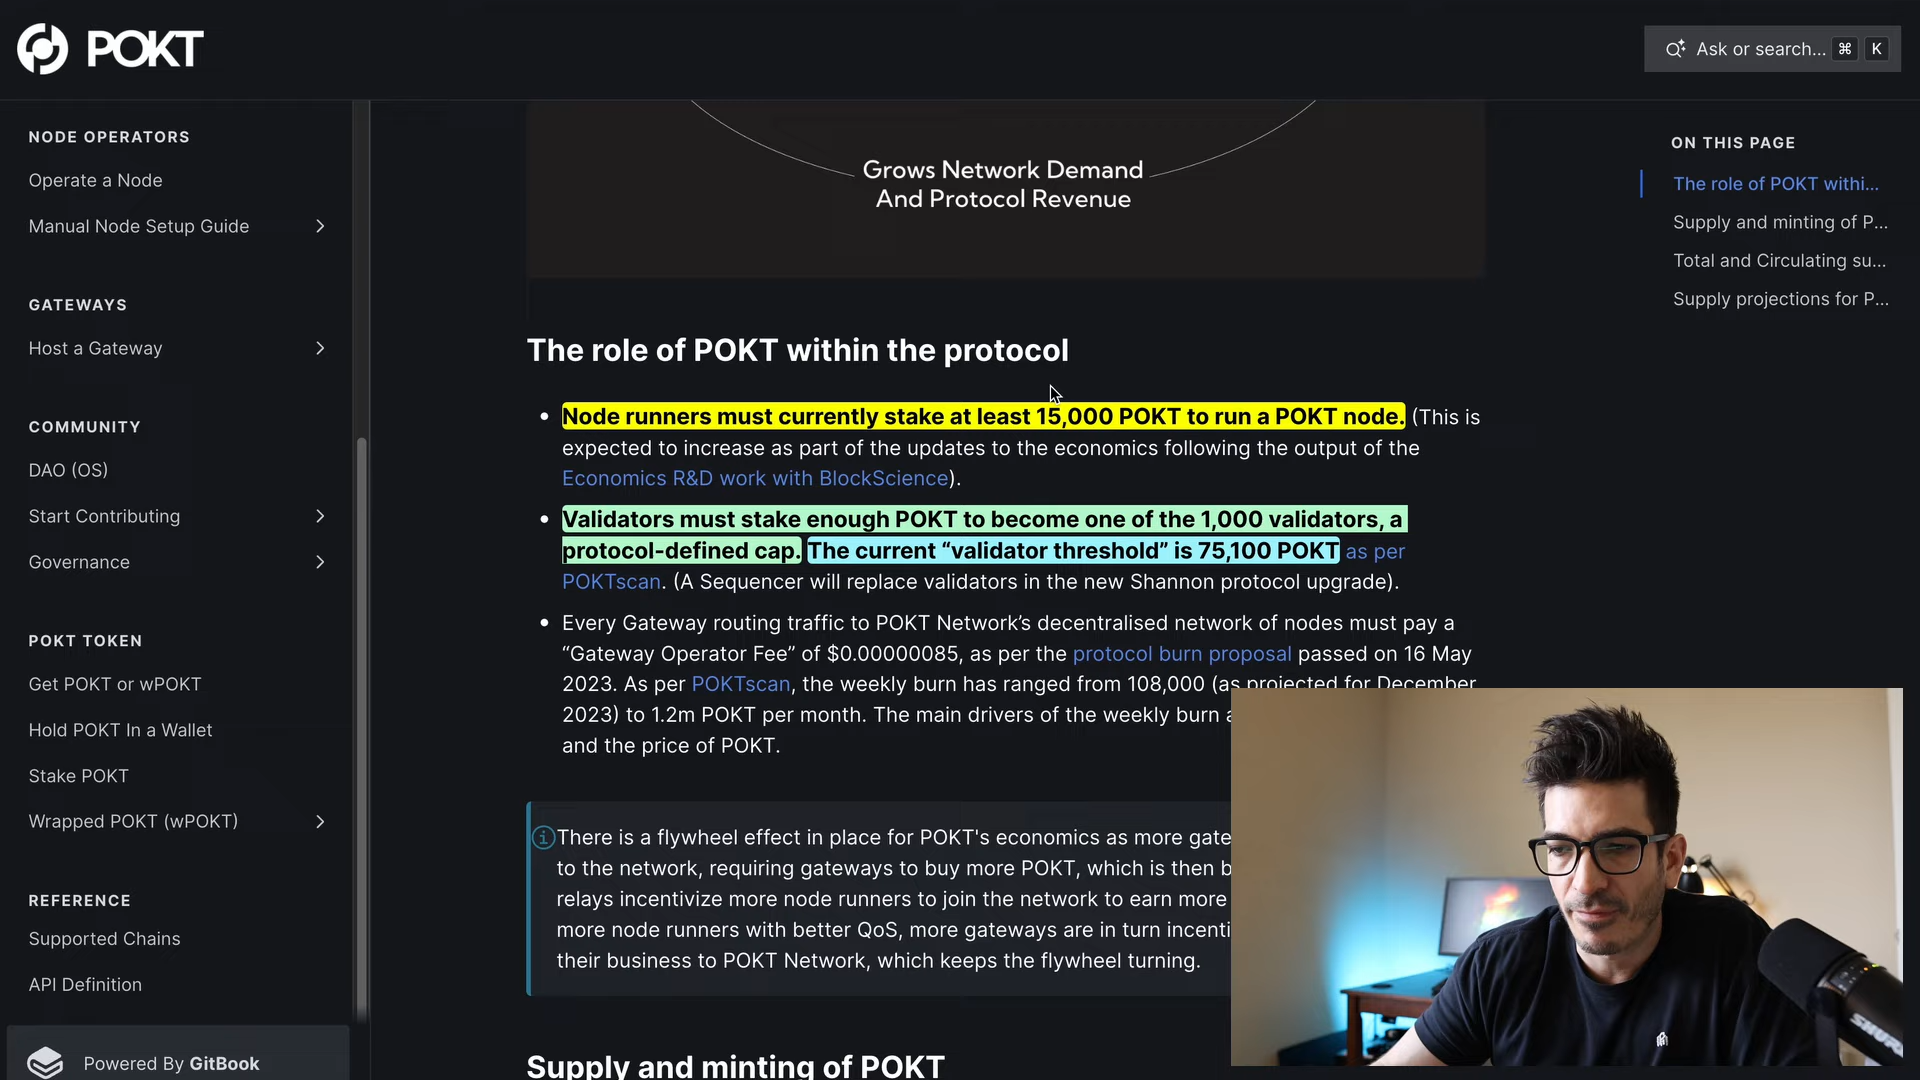 POKT
Ask or search... ⌘ K
NODE OPERATORS
Operate a Node
Manual Node Setup Guide
GATEWAYS
Host a Gateway
COMMUNITY
DAO (OS)
Start Contributing
Governance
POKT TOKEN
Get POKT or wPOKT
Hold POKT In a Wallet
Stake POKT
Wrapped POKT (wPOKT)
REFERENCE
Supported Chains
API Definition
Powered By GitBook
Grows Network Demand
And Protocol Revenue
The role of POKT within the protocol
• Node runners must currently stake at least 15,000 POKT to run a POKT node. (This is
expected to increase as part of the updates to the economics following the output of the
Economics R&D work with BlockScience).
• Validators must stake enough POKT to become one of the 1,000 validators, a
protocol-defined cap. The current “validator threshold” is 75,100 POKT as per
POKTscan. (A Sequencer will replace validators in the new Shannon protocol upgrade).
• Every Gateway routing traffic to POKT Network’s decentralised network of nodes must pay a
“Gateway Operator Fee” of $0.00000085, as per the protocol burn proposal passed on 16 May
2023. As per POKTscan, the weekly burn has ranged from 108,000 (as projected for December
2023) to 1.2m POKT per month. The main drivers of the weekly burn
and the price of POKT.
There is a flywheel effect in place for POKT's economics as more
to the network, requiring gateways to buy more POKT, which is then
relays incentivize more node runners to join the network to earn more
more node runners with better QoS, more gateways are in turn
their business to POKT Network, which keeps the flywheel turning.
Supply and minting of POKT
ON THIS PAGE
The role of POKT withi...
Supply and minting of P...
Total and Circulating su...
Supply projections for P...